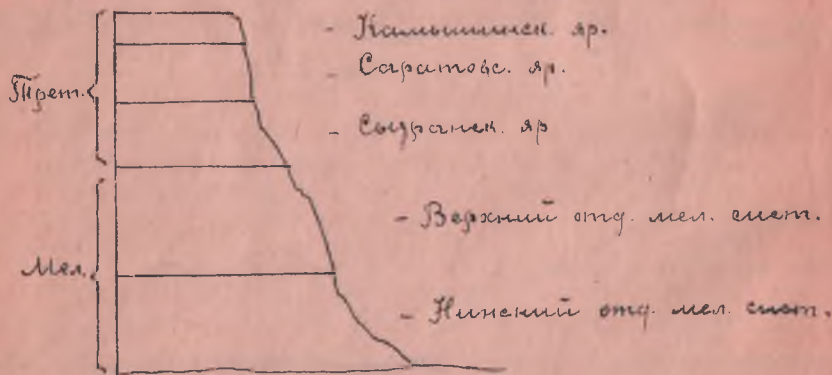 - Камышинск. яр.
- Саратовс. яр.
Трет.
- Сызранск. яр
- Верхний отд. мел. сист.
Мел.
- Нижний отд. мел. сист.